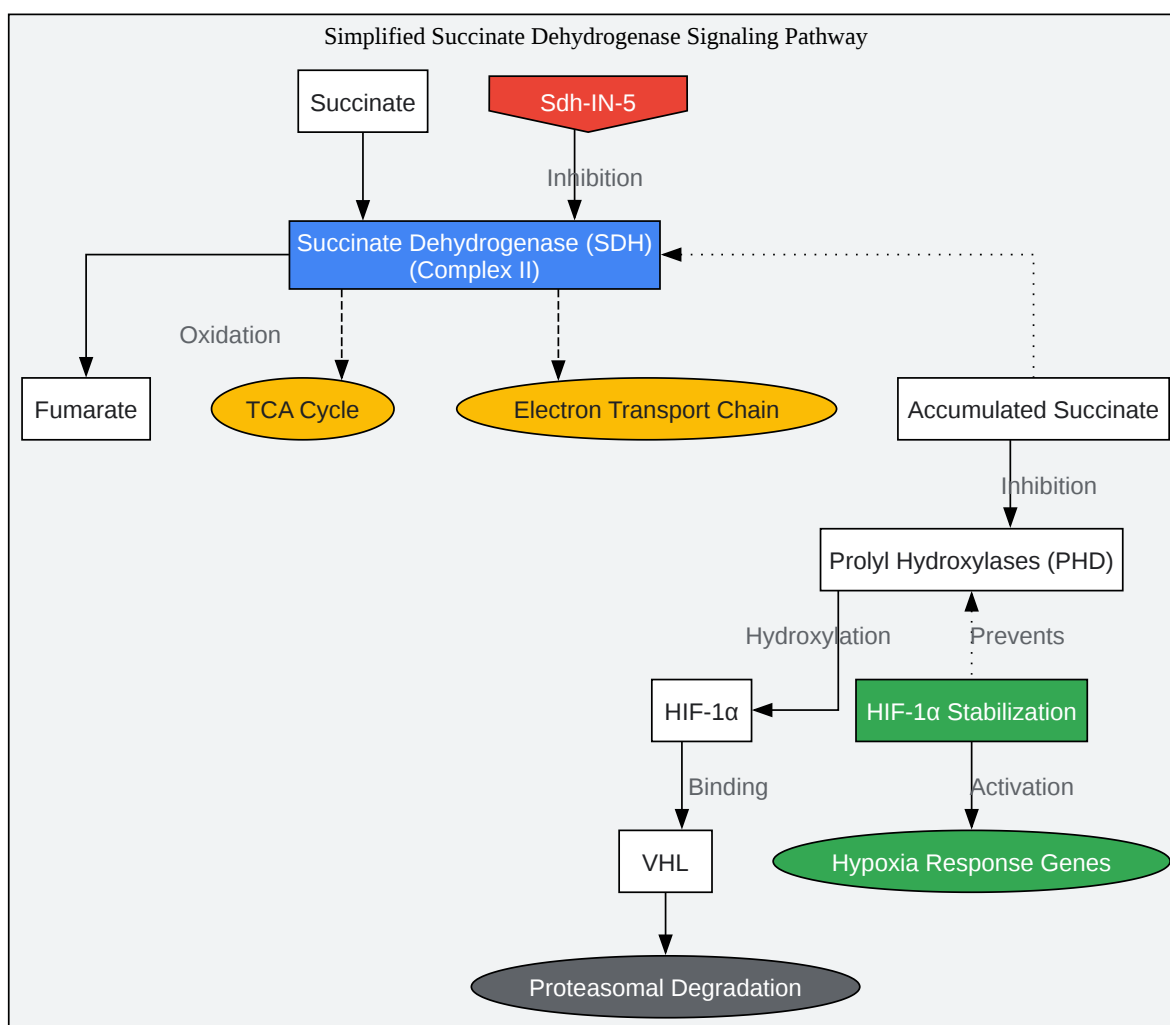 Simplified Succinate Dehydrogenase Signaling Pathway
Succinate
Sdh-IN-5
Inhibition
Succinate Dehydrogenase (SDH)
(Complex II)
Oxidation
Fumarate
TCA Cycle
Electron Transport Chain
Accumulated Succinate
Inhibition
Prolyl Hydroxylases (PHD)
Hydroxylation
Prevents
HIF-1α
HIF-1α Stabilization
Binding
Activation
VHL
Hypoxia Response Genes
Proteasomal Degradation